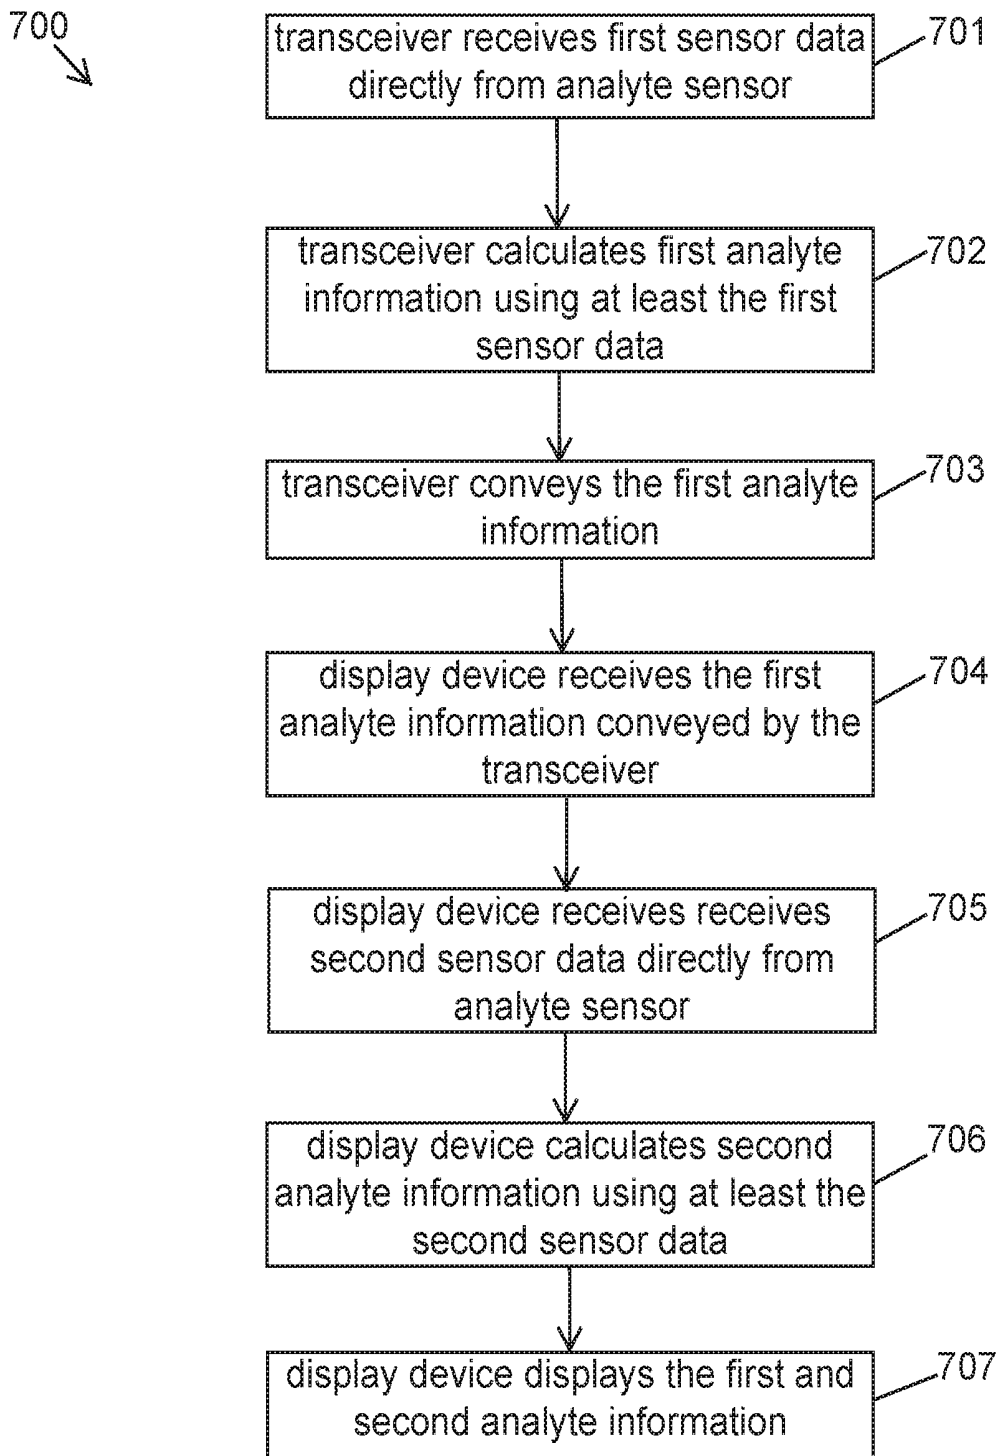 700
transceiver receives first sensor data
directly from analyte sensor
701
transceiver calculates first analyte
information using at least the first
sensor data
702
transceiver conveys the first analyte
information
703
display device receives the first
analyte information conveyed by the
transceiver
704
display device receives receives
second sensor data directly from
analyte sensor
705
display device calculates second
analyte information using at least the
second sensor data
706
display device displays the first and
second analyte information
707